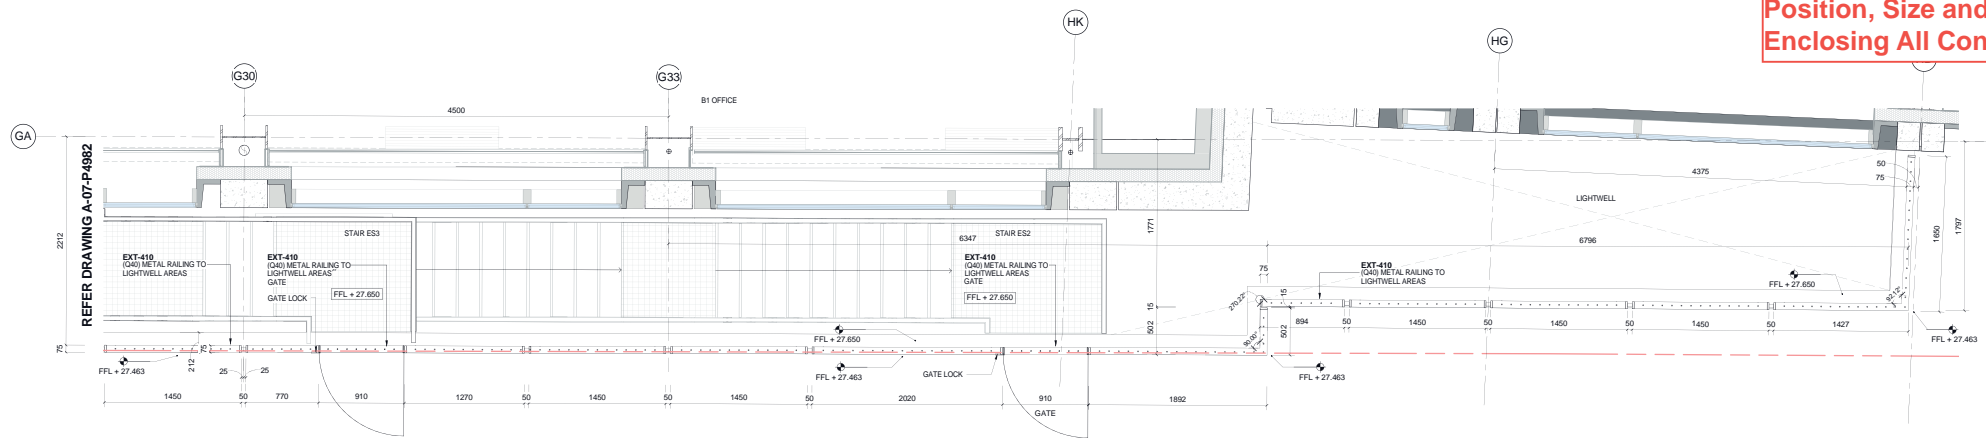 Position, Size and
Enclosing All Con
HK
HG
G30
G33
GA
4500
B1 OFFICE
REFER DRAWING A-07-P4982
2212
75
STAIR ES3
EXT-410
(Q40) METAL RAILING TO
LIGHTWELL AREAS
EXT-410
(Q40) METAL RAILING TO
LIGHTWELL AREAS
GATE
GATE LOCK
FFL + 27.650
6347
STAIR ES2
EXT-410
(Q40) METAL RAILING TO
LIGHTWELL AREAS
GATE
FFL + 27.650
1771
15
502
4375
50
75
LIGHTWELL
6796
1650
1797
75
15
270.22°
EXT-410
(Q40) METAL RAILING TO
LIGHTWELL AREAS
FFL + 27.650
92.12°
894
50
1450
50
1450
50
1450
50
1427
502
90.00°
FFL + 27.463
FFL + 27.650
FFL + 27.463
75
212
25
25
FFL + 27.463
GATE LOCK
FFL + 27.463
1450
50
770
910
1270
50
1450
50
1450
50
2020
910
1892
GATE